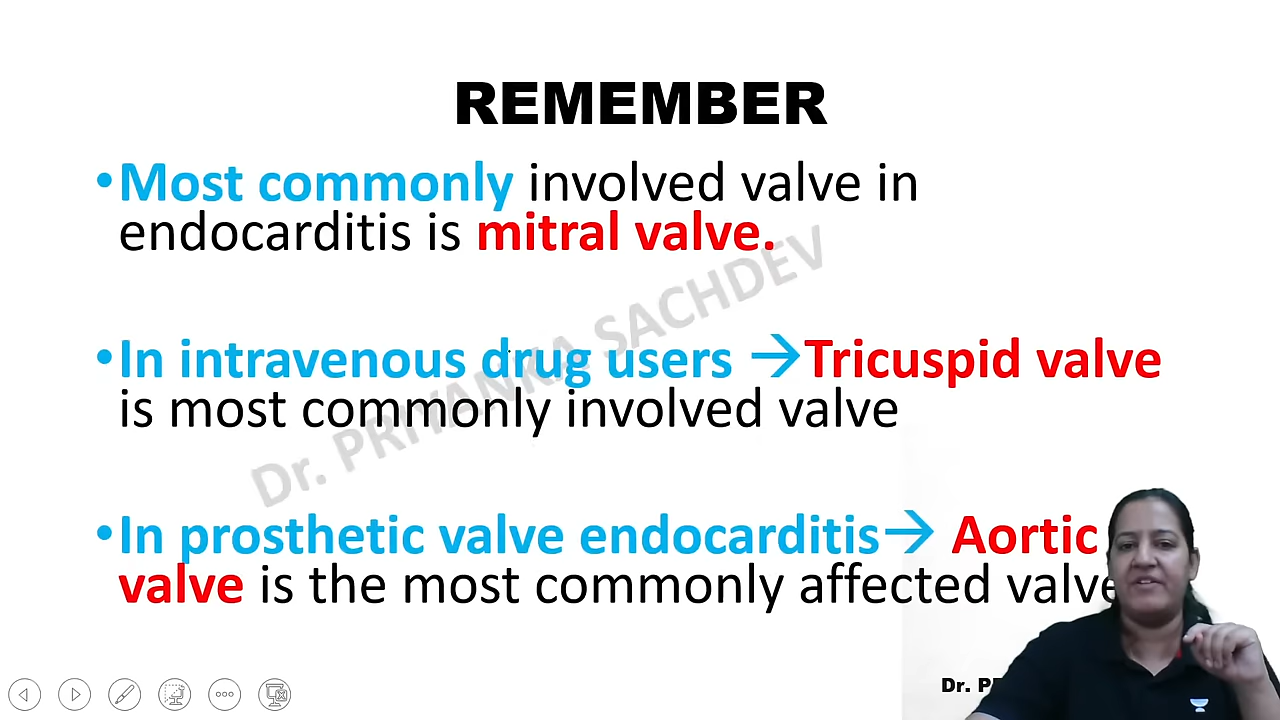 REMEMBER
•Most commonly involved valve in
endocarditis is mitral valve.
•In intravenous drug users →Tricuspid valve
is most commonly involved valve
•In prosthetic valve endocarditis→ Aortic
valve is the most commonly affected valve
Dr. PRIYANKA SACHDEV
Dr.